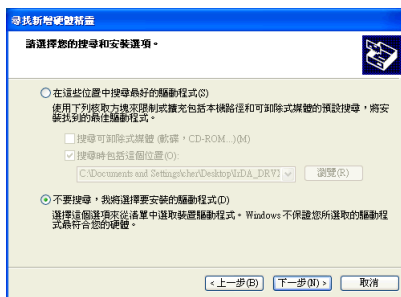 尋找新增硬體精靈
請選擇您的搜尋和安裝選項。
在這些位置中搜尋最好的驅動程式(S)
使用下列核取方塊來限制或擴充包括本機路徑和可卸除式媒體的預設搜尋，將安
裝找到的最佳驅動程式。
搜尋可卸除式媒體 (軟碟，CD-ROM...)(M)
搜尋時包括這個位置(O):
C:\Documents and Settings\cher\Desktop\IrDA_DRVI
瀏覽(R)
不要搜尋，我將選擇要安裝的驅動程式(D)
選擇這個選項來從清單中選取裝置驅動程式。Windows 不保證您所選取的驅動程
式最符合您的硬體。
<上一步(B)
下一步(N)>
取消